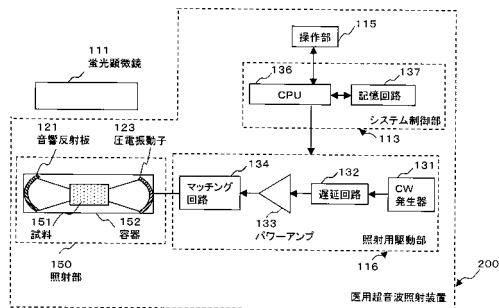 115
操作部
111
蛍光顕微鏡
136
137
CPU
記憶回路
システム制御部
113
121
音響反射板
123
圧電振動子
134
132
131
マッチング
回路
遅延回路
CW
発生器
133
パワーアンプ
151
試料
152
容器
150
照射部
照射用駆動部
116
200
医用超音波照射装置